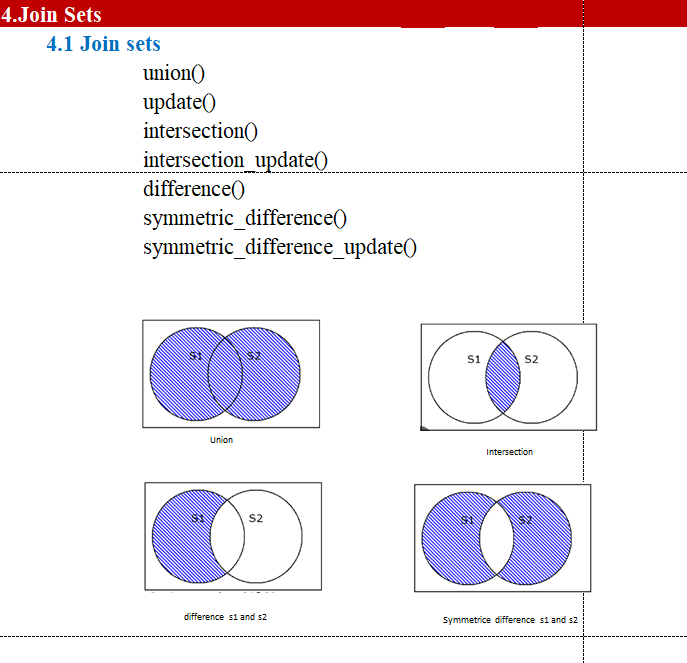 4.Join Sets
4.1 Join sets
union()
update()
intersection()
intersection_update()
difference()
symmetric_difference()
symmetric_difference_update()
S1 S2
S1 S2
Union
Intersection
S1 S2
S1 S2
difference s1 and s2
Symmetrice difference s1 and s2